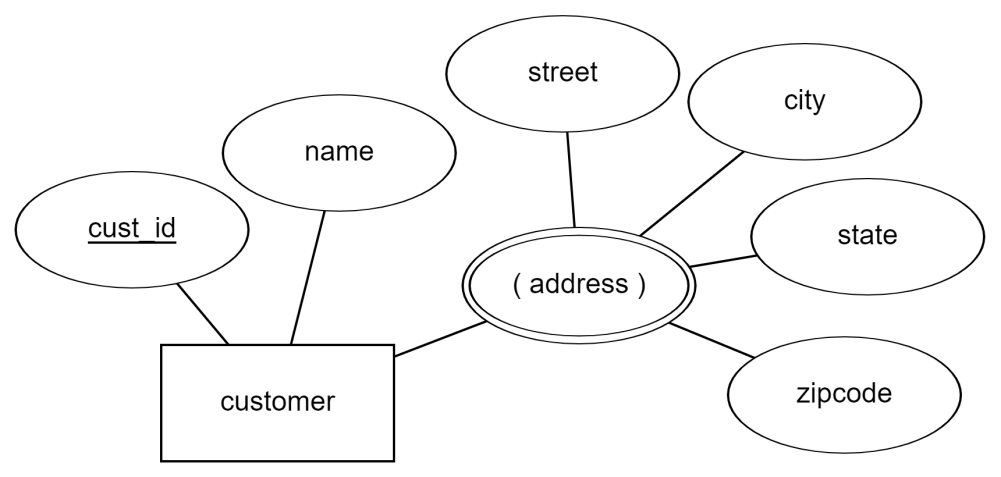 street
city
name
cust_id
state
( address )
zipcode
customer